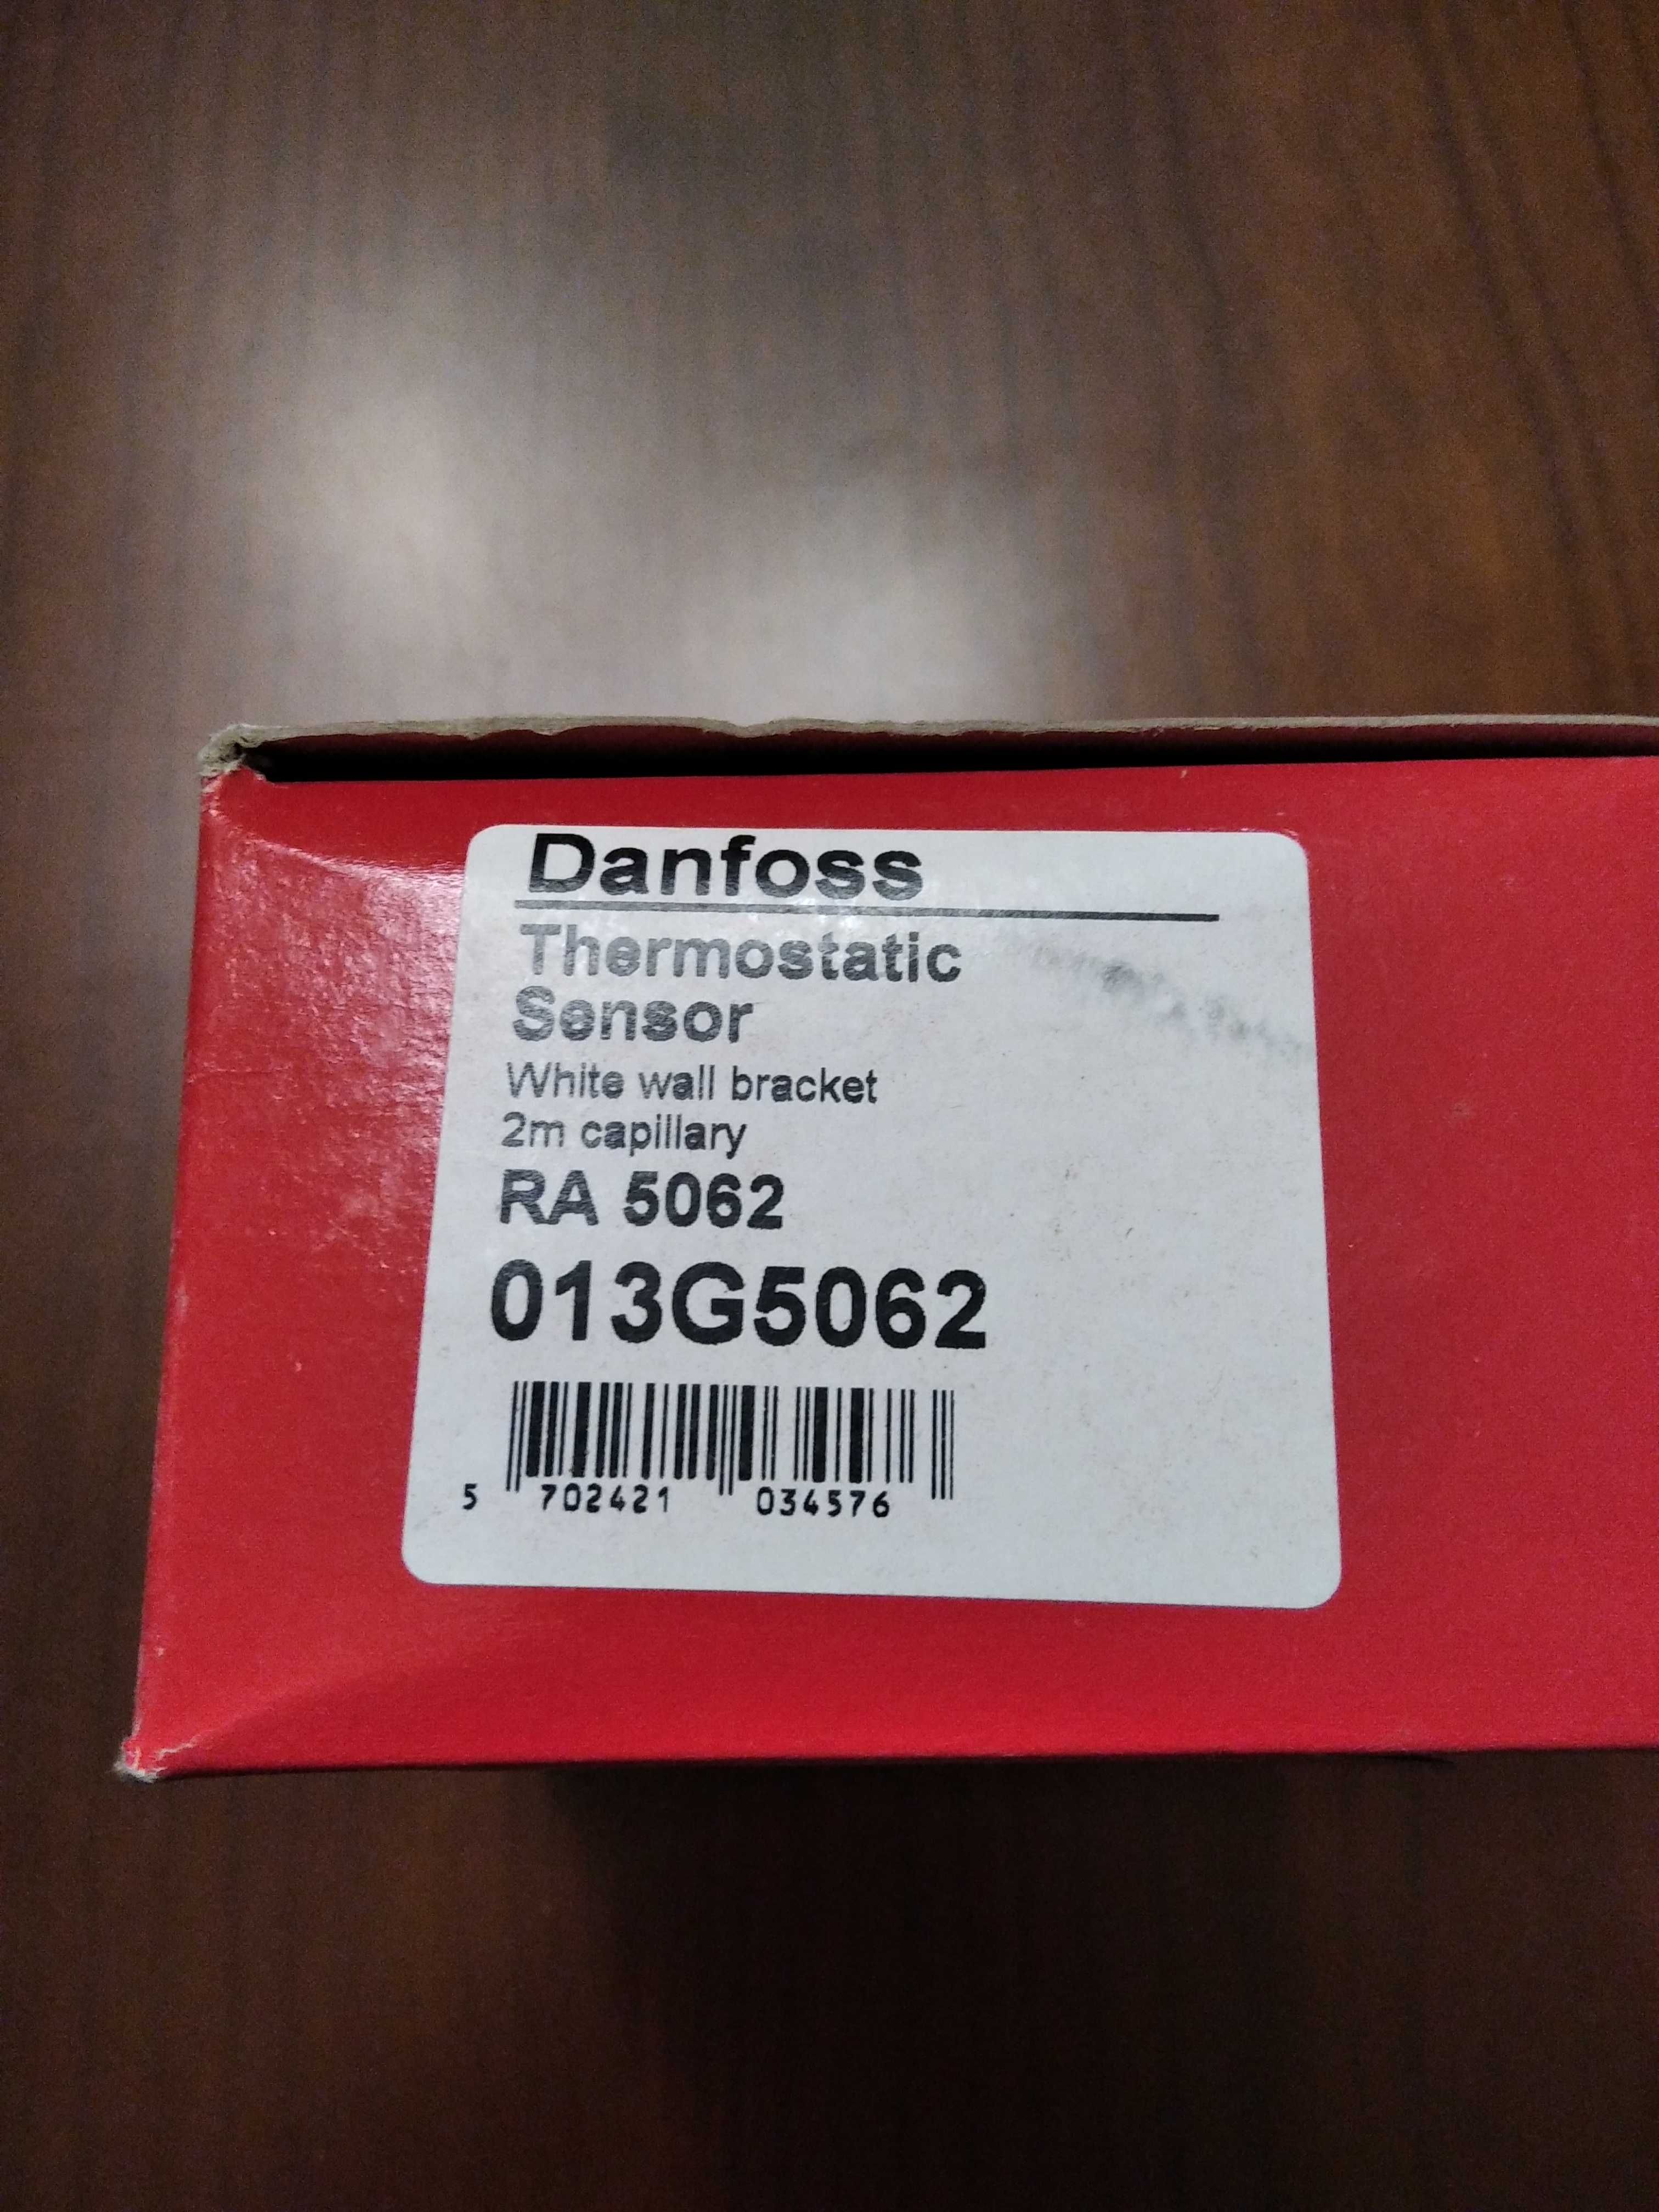 Danfoss
Thermostatic
Sensor
White wall bracket
2m capillary
RA 5062
013G5062
5 702421 034576